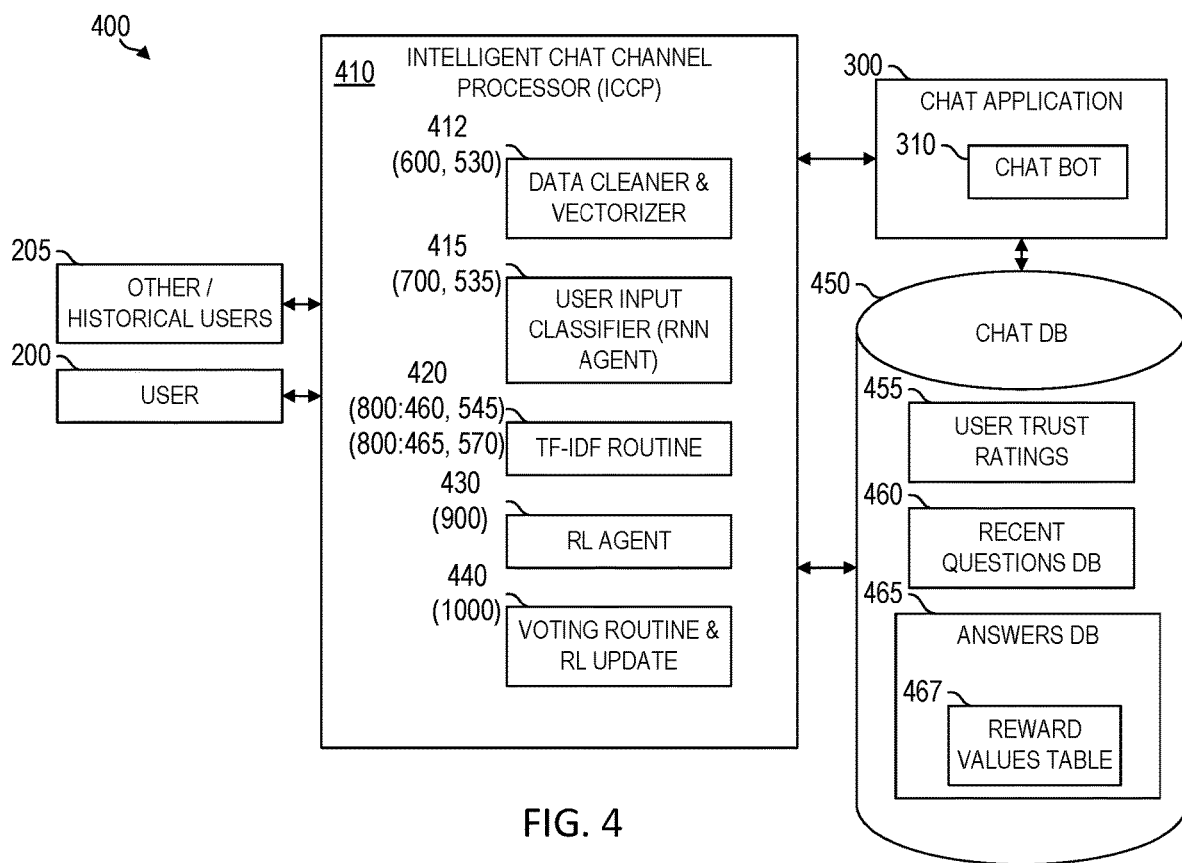 400
410
INTELLIGENT CHAT CHANNEL
PROCESSOR (ICCP)
412
(600, 530)
DATA CLEANER &
VECTORIZER
415
(700, 535)
USER INPUT
CLASSIFIER (RNN
AGENT)
420
(800:460, 545)
(800:465, 570)
TF-IDF ROUTINE
430
(900)
RL AGENT
440
(1000)
VOTING ROUTINE &
RL UPDATE
205
OTHER /
HISTORICAL USERS
200
USER
300
CHAT APPLICATION
310
CHAT BOT
450
CHAT DB
455
USER TRUST
RATINGS
460
RECENT
QUESTIONS DB
465
ANSWERS DB
467
REWARD
VALUES TABLE
FIG. 4